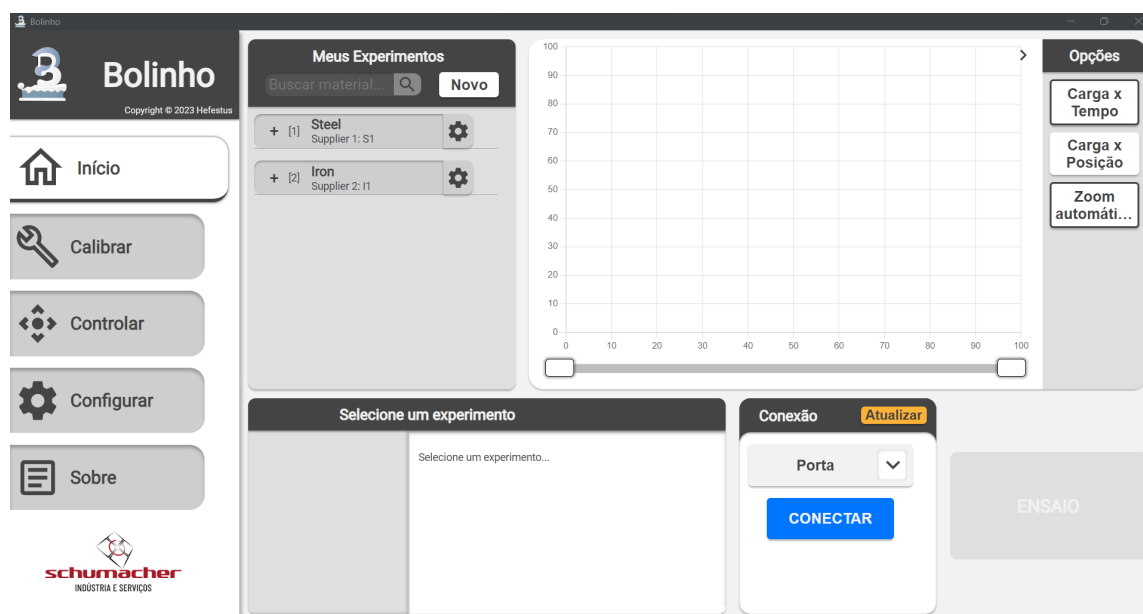 Bolinho
Bolinho
Copyright © 2023 Hefestus
Início
Calibrar
Controlar
Configurar
Sobre
schumacher
INDÚSTRIA E SERVIÇOS
Meus Experimentos
Buscar material...
Novo
+ [1] Steel
Supplier 1: S1
+ [2] Iron
Supplier 2: I1
100
90
80
70
60
50
40
30
20
10
0
0 10 20 30 40 50 60 70 80 90 100
Opções
Carga x
Tempo
Carga x
Posição
Zoom
automáti...
Selecione um experimento
Selecione um experimento...
Conexão
Atualizar
Porta
CONECTAR
ENSAIO